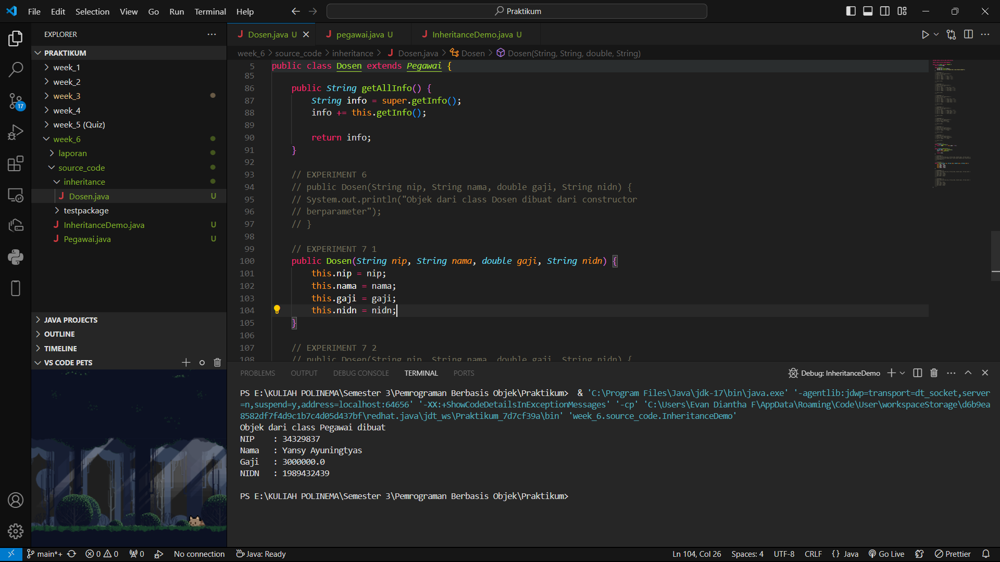 File Edit Selection View Go Run Terminal Help
Praktikum
EXPLORER
PRAKTIKUM
week_1
week_2
week_3
week_4
week_5 (Quiz)
week_6
laporan
source_code
inheritance
J Dosen.java U
testpackage
J InheritanceDemo.java U
J Pegawai.java U
17
JAVA PROJECTS
OUTLINE
TIMELINE
VS CODE PETS
J Dosen.java U
J pegawai.java U
J InheritanceDemo.java U
week_6 > source_code > inheritance > J Dosen.java > Dosen > Dosen(String, String, double, String)
5 public class Dosen extends Pegawai {
85
86 public String getAllInfo() {
87 String info = super.getInfo();
88 info += this.getInfo();
89
90 return info;
91 }
92
93 // EXPERIMENT 6
94 // public Dosen(String nip, String nama, double gaji, String nidn) {
95 // System.out.println("Objek dari class Dosen dibuat dari constructor
96 // berparameter");
97 // }
98
99 // EXPERIMENT 7 1
100 public Dosen(String nip, String nama, double gaji, String nidn) {
101 this.nip = nip;
102 this.nama = nama;
103 this.gaji = gaji;
104 this.nidn = nidn;
105 }
106
107 // EXPERIMENT 7 2
108 // public Dosen(String nip, String nama, double gaji, String nidn) {
PROBLEMS OUTPUT DEBUG CONSOLE TERMINAL PORTS
Debug: InheritanceDemo
PS E:\KULIAH POLINEMA\Semester 3\Pemrograman Berbasis Objek\Praktikum> & 'C:\Program Files\Java\jdk-17\bin\java.exe' '-agentlib:jdwp=transport=dt_socket,server
=n,suspend=y,address=localhost:64656' '-XX:+ShowCodeDetailsInExceptionMessages' '-cp' 'C:\Users\Evan Diantha F\AppData\Roaming\Code\User\workspaceStorage\d6b9ea
8582df7f4d9c1b7c4d05d437bf\redhat.java\jdt_ws\Praktikum_7d7cf39a\bin' 'week_6.source_code.InheritanceDemo'
Objek dari class Pegawai dibuat
NIP : 34329837
Nama : Yansy Ayuningtyas
Gaji : 3000000.0
NIDN : 1989432439
PS E:\KULIAH POLINEMA\Semester 3\Pemrograman Berbasis Objek\Praktikum>
main*+ 0 0 0 No connection Java: Ready
Ln 104, Col 26 Spaces: 4 UTF-8 CRLF {} Java Go Live Prettier